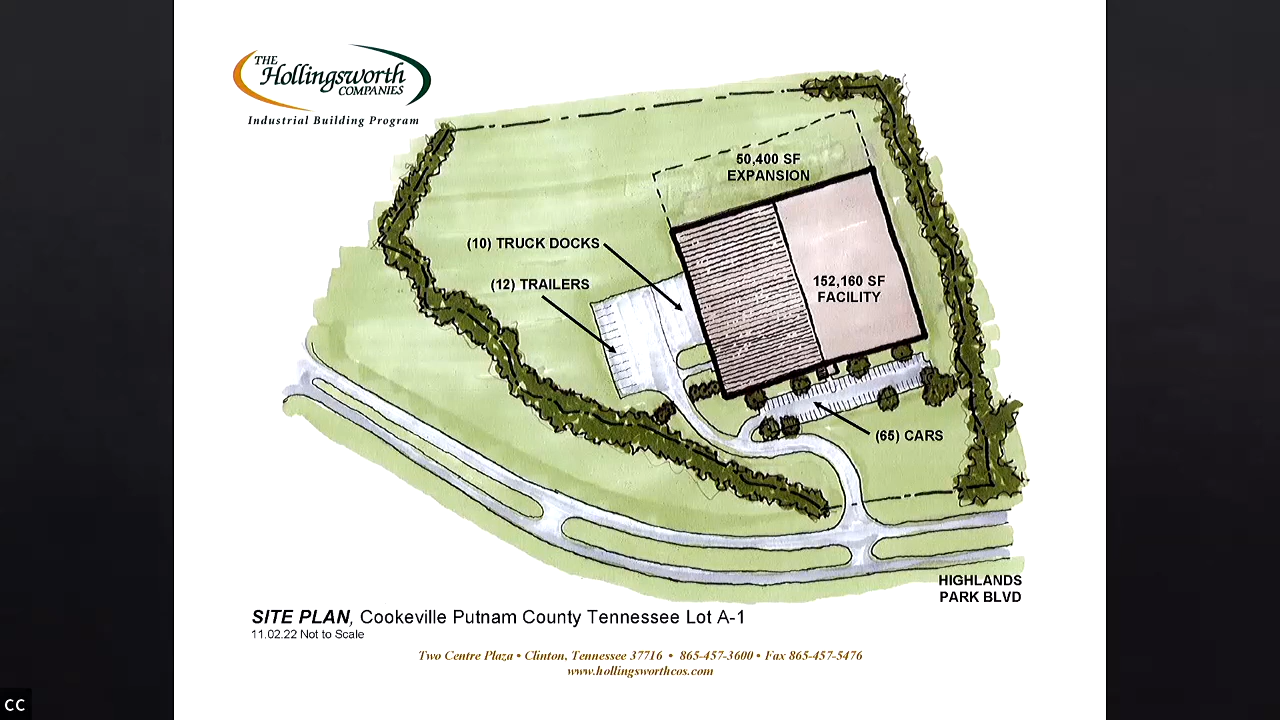 THE
Hollingsworth
COMPANIES
Industrial Building Program
50,400 SF
EXPANSION
(10) TRUCK DOCKS
(12) TRAILERS
152,160 SF
FACILITY
(65) CARS
HIGHLANDS
PARK BLVD
SITE PLAN, Cookeville Putnam County Tennessee Lot A-1
11.02.22 Not to Scale
Two Centre Plaza • Clinton, Tennessee 37716 • 865-457-3600 • Fax 865-457-5476
www.hollingsworthcos.com
CC